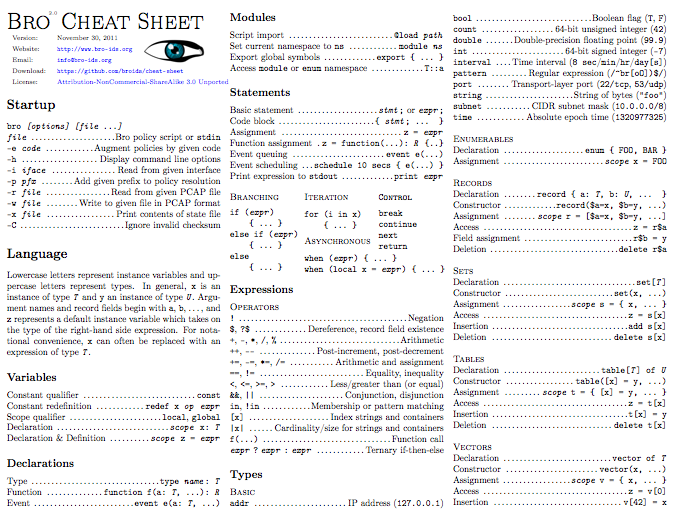 BRO 2.0 CHEAT SHEET
Version: November 30, 2011
Website: http://www.bro-ids.org
Email: info@bro-ids.org
Download: https://github.com/broids/cheat-sheet
License: Attribution-NonCommercial-ShareAlike 3.0 Unported
Startup
bro [options] [file ...]
file ........ Bro policy script or stdin
-e code ........ Augment policies by given code
-h ........ Display command line options
-i iface ........ Read from given interface
-p pfx ........ Add given prefix to policy resolution
-r file ........ Read from given PCAP file
-w file ........ Write to given file in PCAP format
-x file ........ Print contents of state file
-C ........ Ignore invalid checksum
Language
Lowercase letters represent instance variables and up-
percase letters represent types. In general, x is an
instance of type T and y an instance of type U. Argu-
ment names and record fields begin with a, b, ..., and
z represents a default instance variable which takes on
the type of the right-hand side expression. For nota-
tional convenience, x can often be replaced with an
expression of type T.
Variables
Constant qualifier ........ const
Constant redefinition ........ redef x op expr
Scope qualifier ........ local, global
Declaration ........ scope x: T
Declaration & Definition ........ scope z = expr
Declarations
Type ........ type name: T
Function ........ function f(a: T, ...): R
Event ........ event e(a: T, ...)
Modules
Script import ........ @load path
Set current namespace to ns ........ module ns
Export global symbols ........ export { ... }
Access module or enum namespace ........ T::a
Statements
Basic statement ........ stmt; or expr;
Code block ........ { stmt; ... }
Assignment ........ z = expr
Function assignment . z = function(...): R {..}
Event queuing ........ event e(...)
Event scheduling ... schedule 10 secs { e(...) }
Print expression to stdout ........ print expr
BRANCHING
if (expr)
{ ... }
else if (expr)
{ ... }
else
{ ... }
ITERATION
for (i in x)
{ ... }
CONTROL
break
continue
next
return
ASYNCHRONOUS
when (expr) { ... }
when (local x = expr) { ... }
Expressions
OPERATORS
! ........ Negation
$, ?$ ........ Dereference, record field existence
+, -, *, /, % ........ Arithmetic
++, -- ........ Post-increment, post-decrement
+=, -=, *=, /= ........ Arithmetic and assignment
==, != ........ Equality, inequality
<, <=, >=, > ........ Less/greater than (or equal)
&&, || ........ Conjunction, disjunction
in, !in ........ Membership or pattern matching
[x] ........ Index strings and containers
|x| ...... Cardinality/size for strings and containers
f(...) ........ Function call
expr ? expr : expr ........ Ternary if-then-else
Types
BASIC
addr ........ IP address (127.0.0.1)
bool ........ Boolean flag (T, F)
count ........ 64-bit unsigned integer (42)
double ........ Double-precision floating point (99.9)
int ........ 64-bit signed integer (-7)
interval .... Time interval (8 sec/min/hr/day[s])
pattern ........ Regular expression (/^br[o0])$/)
port ........ Transport-layer port (22/tcp, 53/udp)
string ........ String of bytes ("foo")
subnet ........ CIDR subnet mask (10.0.0.0/8)
time ........ Absolute epoch time (1320977325)
ENUMERABLES
Declaration ........ enum { FOO, BAR }
Assignment ........ scope x = FOO
RECORDS
Declaration ........ record { a: T, b: U, ... }
Constructor ........ record($a=x, $b=y, ...)
Assignment ........ scope r = [$a=x, $b=y, ...]
Access ........ z = r$a
Field assignment ........ r$b = y
Deletion ........ delete r$a
SETS
Declaration ........ set[T]
Constructor ........ set(x, ...)
Assignment ........ scope s = { x, ... }
Access ........ z = s[x]
Insertion ........ add s[x]
Deletion ........ delete s[x]
TABLES
Declaration ........ table[T] of U
Constructor ........ table([x] = y, ...)
Assignment ........ scope t = { [x] = y, ... }
Access ........ z = t[x]
Insertion ........ t[x] = y
Deletion ........ delete t[x]
VECTORS
Declaration ........ vector of T
Constructor ........ vector(x, ...)
Assignment ........ scope v = { x, ... }
Access ........ z = v[0]
Insertion ........ v[42] = x